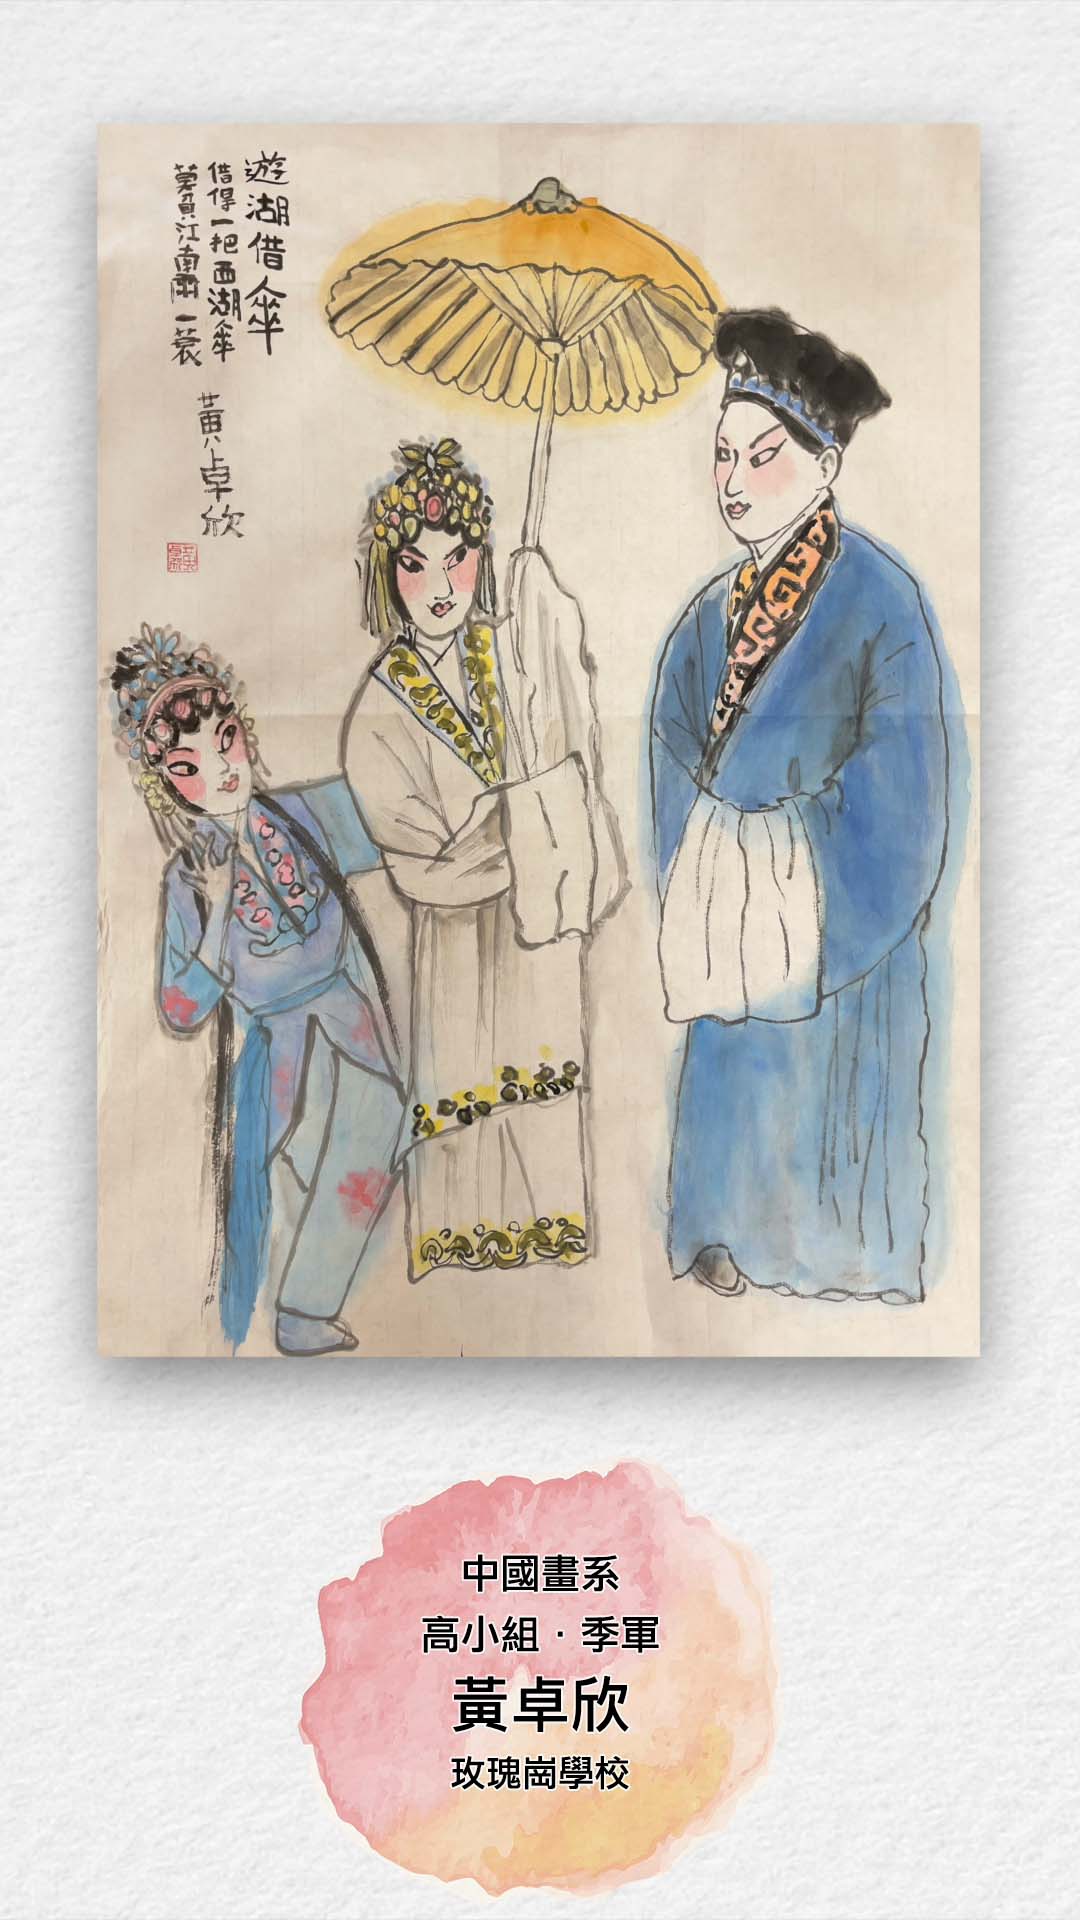 遊湖借傘
借得一把西湖傘
莫負江南雨一蓑
黃卓欣
中國畫系
高小組·季軍
黃卓欣
玫瑰崗學校